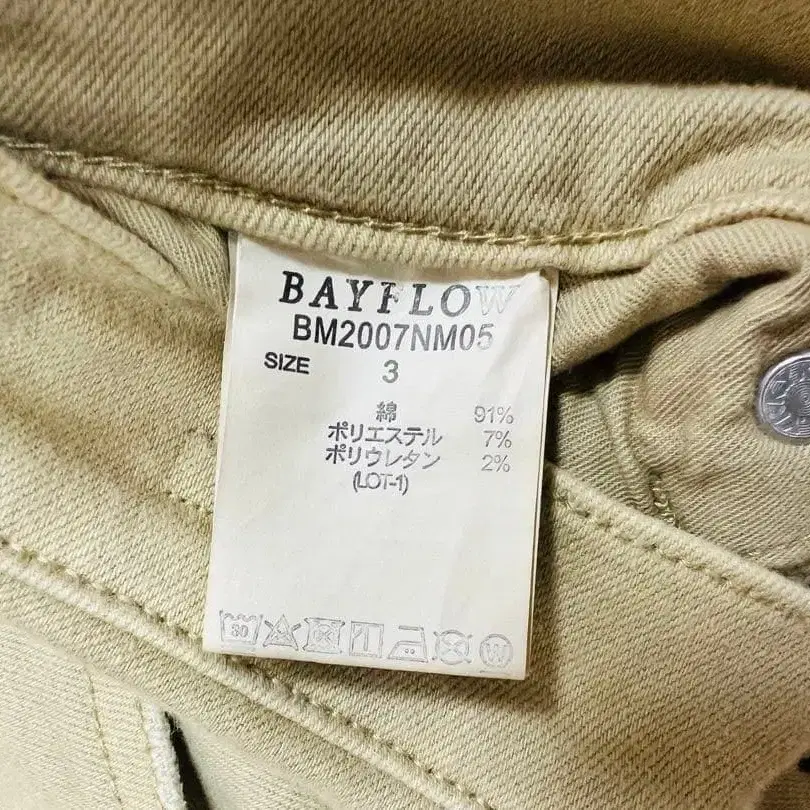 BAYFLOW
BM2007NM05
SIZE 3
綿 91%
ポリエステル 7%
ポリウレタン 2%
(LOT-1)
30
W